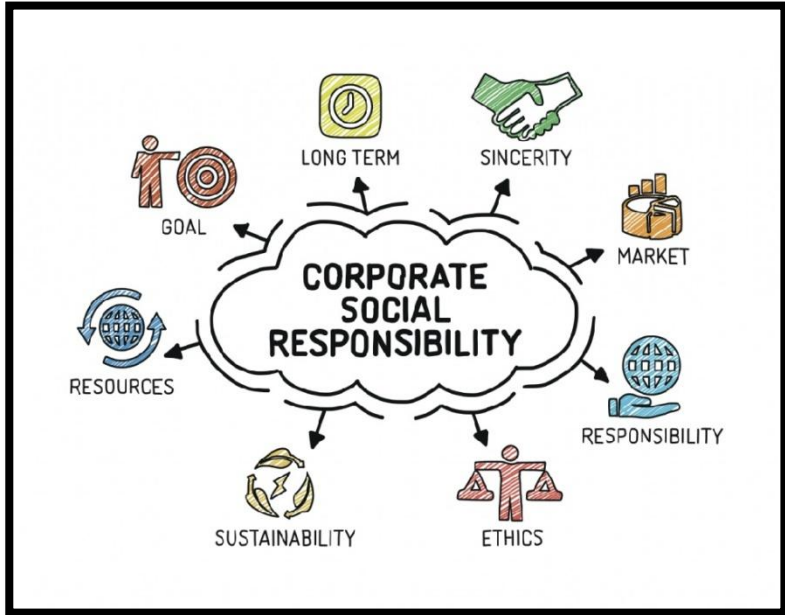 LONG TERM
SINCERITY
GOAL
MARKET
CORPORATE
SOCIAL
RESPONSIBILITY
RESOURCES
RESPONSIBILITY
SUSTAINABILITY
ETHICS